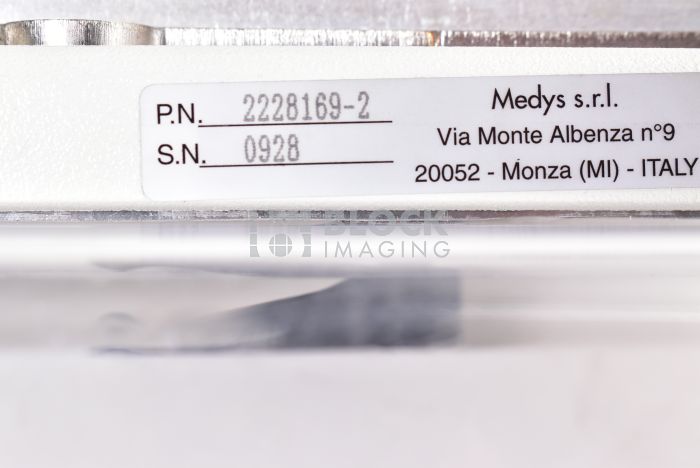 P.N. 2228169-2
S.N. 0928
Medys s.r.l.
Via Monte Albenza n°9
20052 - Monza (MI) - ITALY
BLOCK
IMAGING